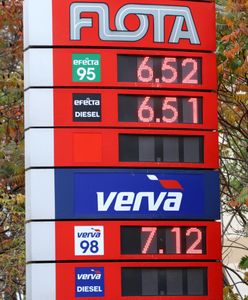 FLOTA
efecta 95 6.52
efecta DIESEL 6.51
verva
verva 98 7.12
verva DIESEL